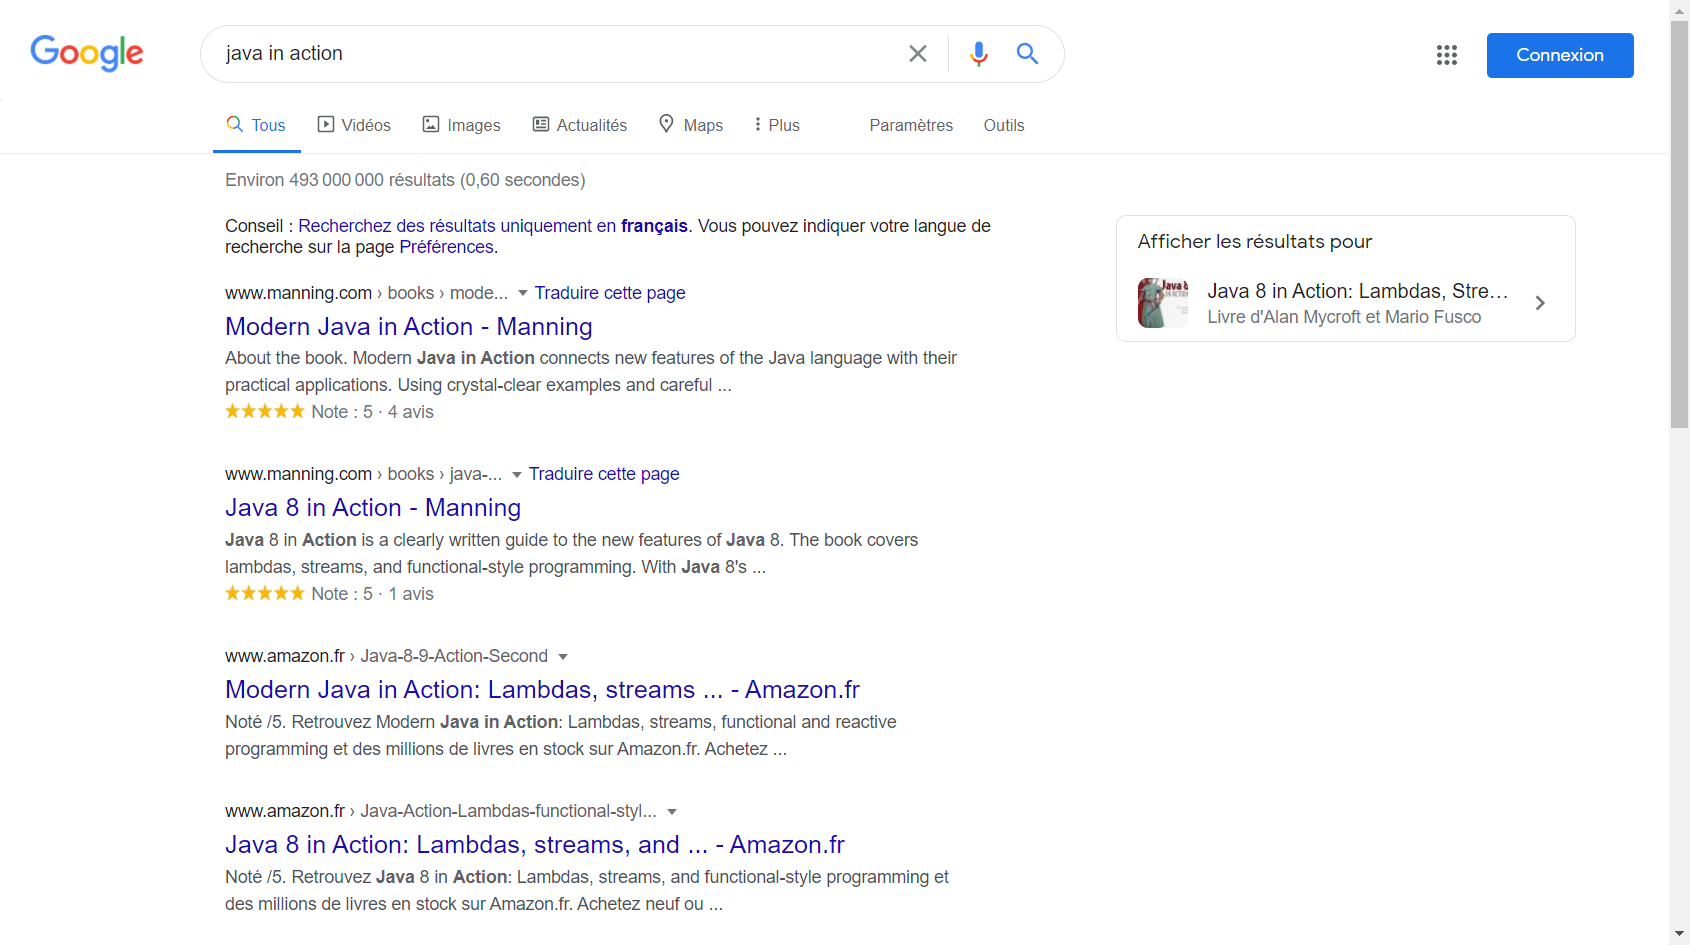 Google
java in action
Connexion
Tous
Vidéos
Images
Actualités
Maps
Plus
Paramètres
Outils
Environ 493 000 000 résultats (0,60 secondes)
Conseil : Recherchez des résultats uniquement en français. Vous pouvez indiquer votre langue de
recherche sur la page Préférences.
www.manning.com › books › mode... Traduire cette page
Modern Java in Action - Manning
About the book. Modern Java in Action connects new features of the Java language with their
practical applications. Using crystal-clear examples and careful ...
Note : 5 · 4 avis
www.manning.com › books › java-... Traduire cette page
Java 8 in Action - Manning
Java 8 in Action is a clearly written guide to the new features of Java 8. The book covers
lambdas, streams, and functional-style programming. With Java 8's ...
Note : 5 · 1 avis
www.amazon.fr › Java-8-9-Action-Second
Modern Java in Action: Lambdas, streams ... - Amazon.fr
Noté /5. Retrouvez Modern Java in Action: Lambdas, streams, functional and reactive
programming et des millions de livres en stock sur Amazon.fr. Achetez ...
www.amazon.fr › Java-Action-Lambdas-functional-styl...
Java 8 in Action: Lambdas, streams, and ... - Amazon.fr
Noté /5. Retrouvez Java 8 in Action: Lambdas, streams, and functional-style programming et
des millions de livres en stock sur Amazon.fr. Achetez neuf ou ...
Afficher les résultats pour
Java 8 in Action: Lambdas, Stre...
Livre d'Alan Mycroft et Mario Fusco